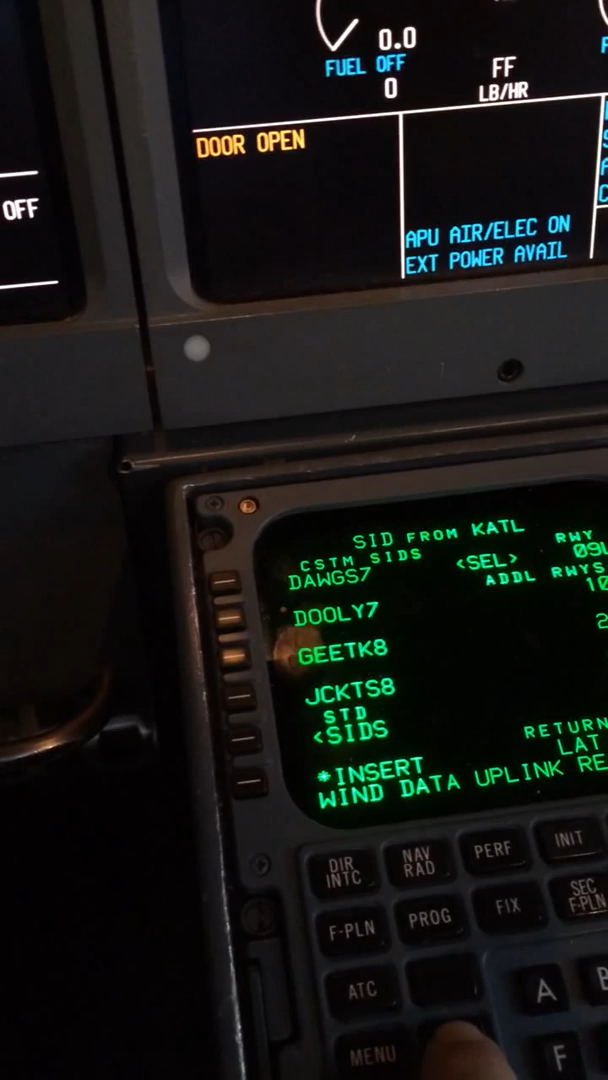 0.0
FUEL OFF
FF
0
LB/HR
DOOR OPEN
OFF
APU AIR/ELEC ON
EXT POWER AVAIL
SID FROM KATL
CSTM SIDS
RWY
DAWGS7
<SEL>
ADDL RWYS
10
DOOLY7
GEETK8
JCKTS8
STD
<SIDS
RETURN
LAT
*INSERT
WIND DATA UPLINK
DIR INTC
NAV RAD
PERF
INIT
F-PLN
PROG
FIX
SEC F-PLN
ATC
A
MENU
F